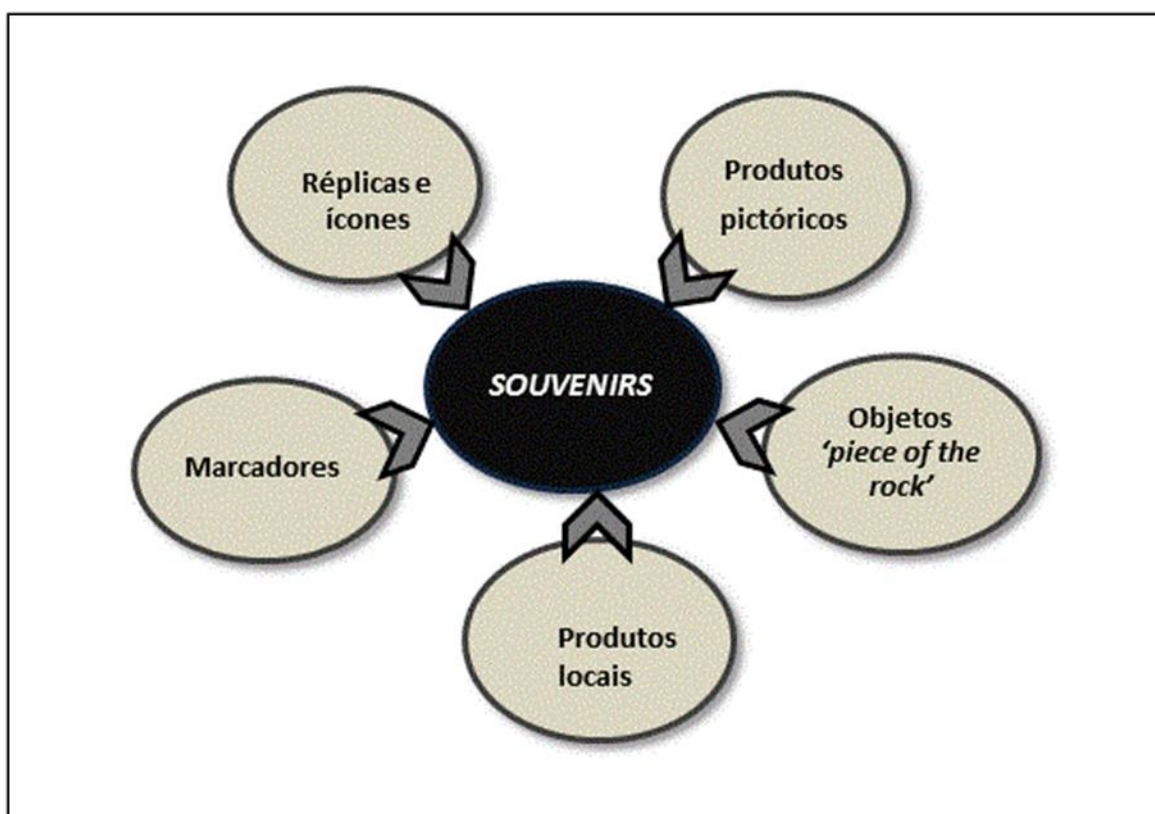 Réplicas e
ícones
Produtos
pictóricos
SOUVENIRS
Marcadores
Objetos
‘piece of the
rock’
Produtos
locais